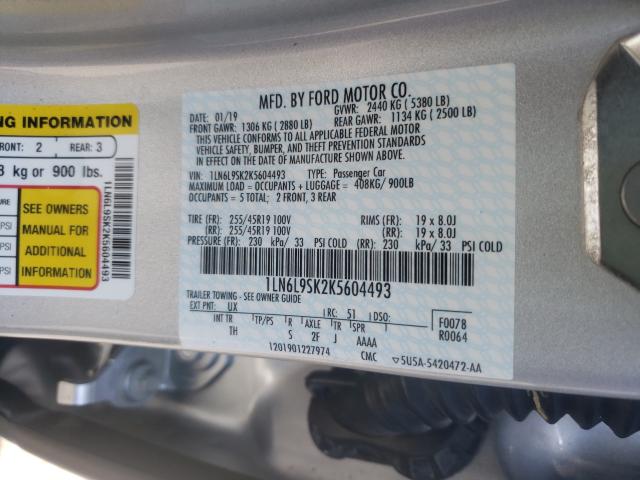 NG INFORMATION
FRONT: 2 REAR: 3
kg or 900 lbs.
SEE OWNERS
MANUAL FOR
ADDITIONAL
INFORMATION
PSI
PSI
1LN6L9SK2K5604493
MFD. BY FORD MOTOR CO.
DATE: 01/19 GVWR: 2440 KG ( 5380 LB)
FRONT GAWR: 1306 KG ( 2880 LB) REAR GAWR: 1134 KG ( 2500 LB)
THIS VEHICLE CONFORMS TO ALL APPLICABLE FEDERAL MOTOR
VEHICLE SAFETY, BUMPER, AND THEFT PREVENTION STANDARDS
IN EFFECT ON THE DATE OF MANUFACTURE SHOWN ABOVE.
VIN: 1LN6L9SK2K5604493 TYPE: Passenger Car
MAXIMUM LOAD = OCCUPANTS + LUGGAGE = 408KG/ 900LB
OCCUPANTS = 5 TOTAL; 2 FRONT, 3 REAR
TIRE (FR): 255/45R19 100V RIMS (FR): 19 x 8.0J
(RR): 255/45R19 100V (RR): 19 x 8.0J
PRESSURE (FR): 230 kPa/ 33 PSI COLD (RR): 230 kPa/ 33 PSI COLD
1LN6L9SK2K5604493
TRAILER TOWING - SEE OWNER GUIDE
EXT PNT: UX RC: 51 DSO: F0078
INT TR TP/PS R AXLE TR SPR R0064
TH S 2F J AAAA
1201901227974 CMC ▽5U5A-5420472-AA